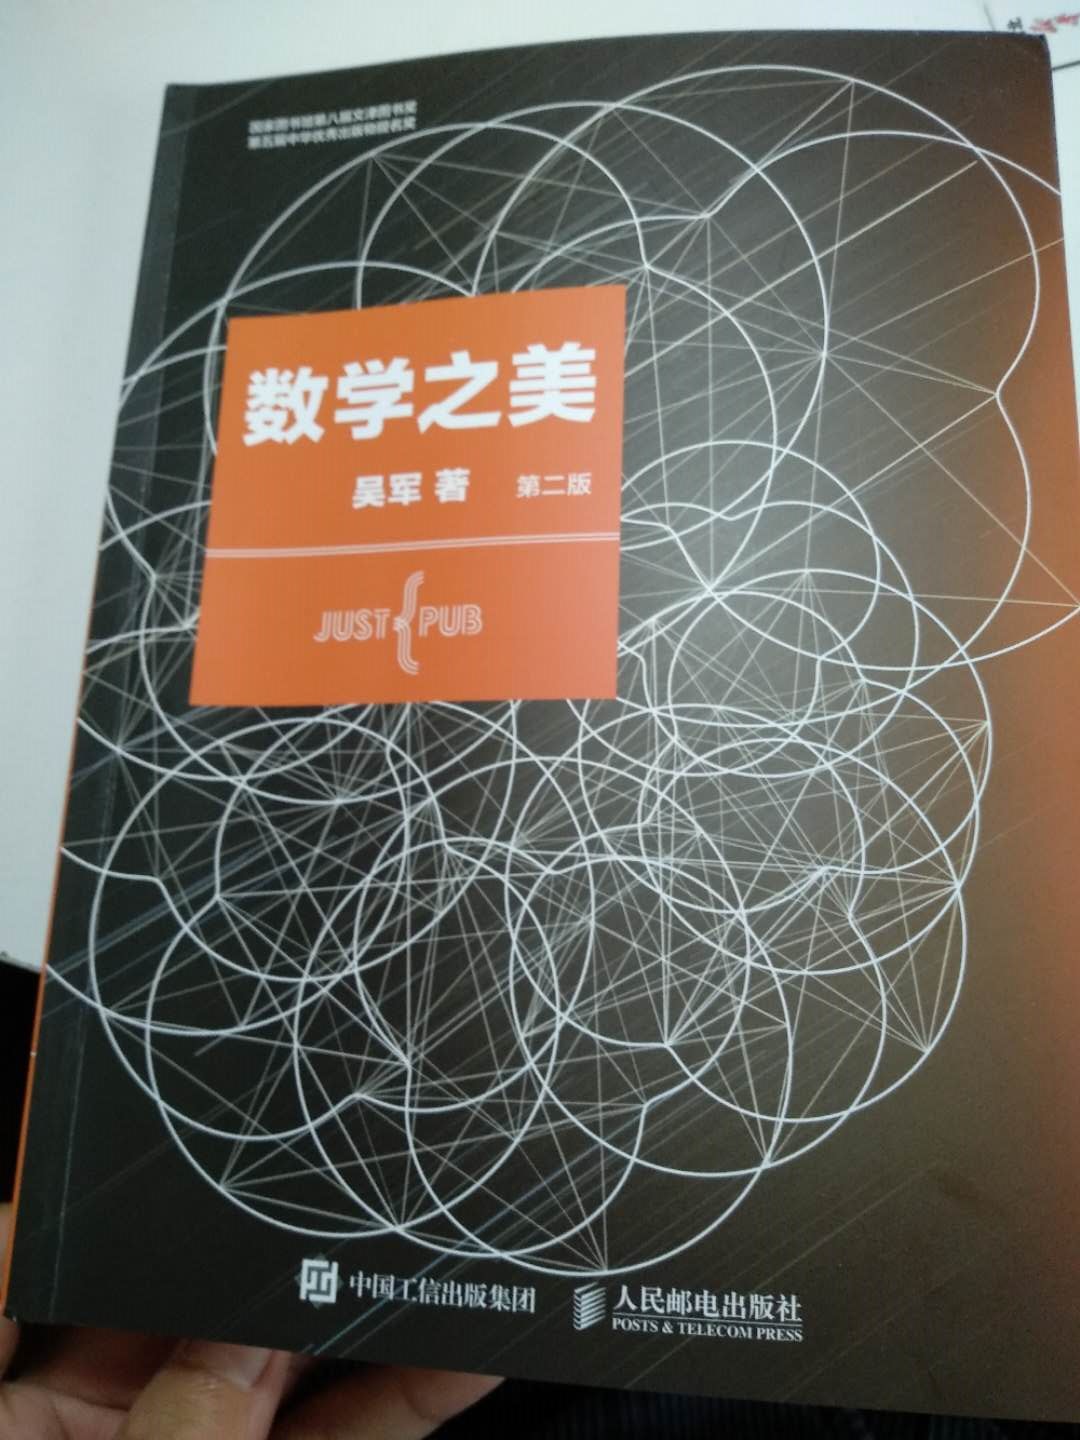 国家图书馆第八届文津图书奖
第五届中华优秀出版物提名奖
数学之美
吴军 著 第二版
JUST PUB
中国工信出版集团
人民邮电出版社
POSTS & TELECOM PRESS